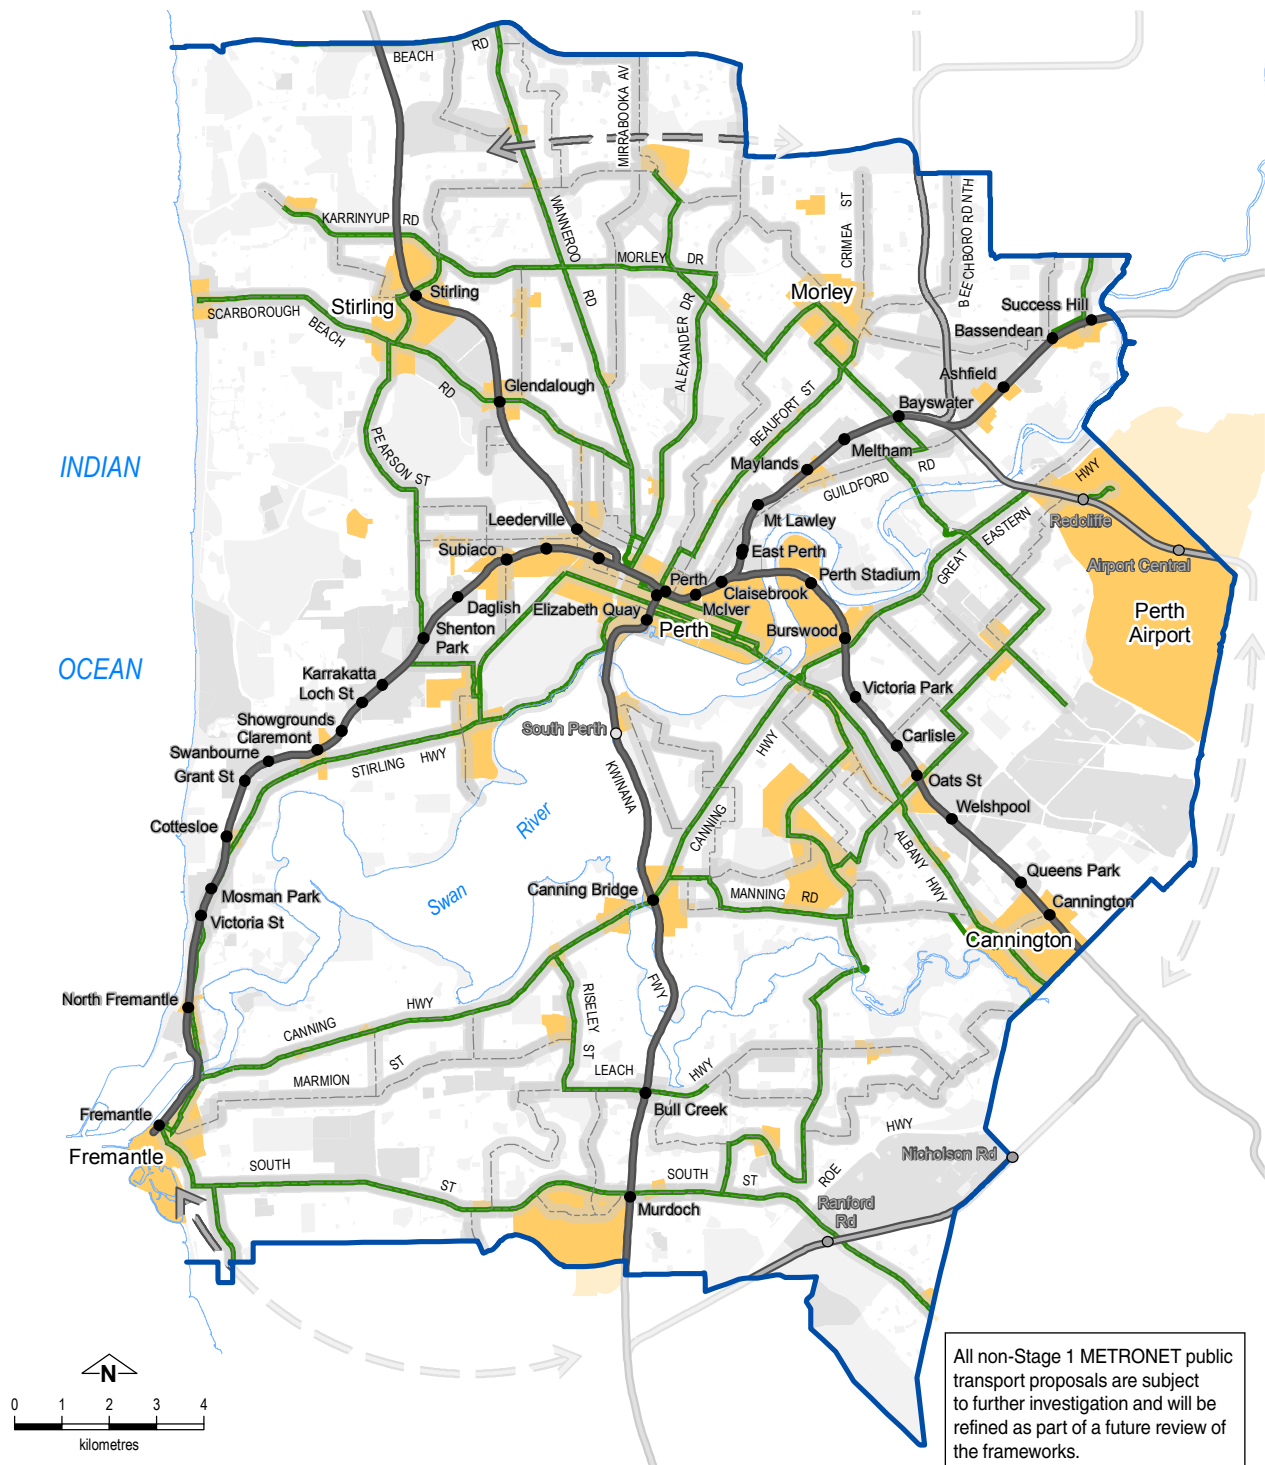 BEACH
RD
MIRRABOOKA AV
WANNEROO
RD
KARRINYUP
RD
MORLEY
DR
CRIMEA ST
BEECHBORO RD NTH
Stirling
Stirling
Morley
Success Hill
Bassendean
SCARBOROUGH
BEACH
RD
ALEXANDER DR
Ashfield
Glendalough
BEAUFORT ST
Bayswater
Meltham
PEARSON ST
Maylands
GUILDFORD
RD
INDIAN
HWY
Redcliffe
Mt Lawley
EASTERN
GREAT
Leederville
East Perth
Subiaco
Airport Central
Perth
Perth Stadium
Claisebrook
Daglish
Elizabeth Quay
McIver
Perth
Burswood
Perth
Airport
Shenton
Park
OCEAN
Karrakatta
Loch St
Victoria Park
Showgrounds
Claremont
South Perth
HWY
Carlisle
Swanbourne
Grant St
STIRLING
HWY
KWINANA
Oats St
Welshpool
River
Cottesloe
CANNING
ALBANY HWY
Queens Park
Mosman Park
Canning Bridge
MANNING
RD
Swan
Cannington
Victoria St
Cannington
North Fremantle
FWY
CANNING
HWY
RISELEY
ST
MARMION
ST
LEACH
HWY
Fremantle
Bull Creek
Fremantle
HWY
Nicholson Rd
SOUTH
ST
SOUTH
ST
ROE
Murdoch
Ranford
Rd
N
0 1 2 3 4
kilometres
All non-Stage 1 METRONET public
transport proposals are subject
to further investigation and will be
refined as part of a future review of
the frameworks.